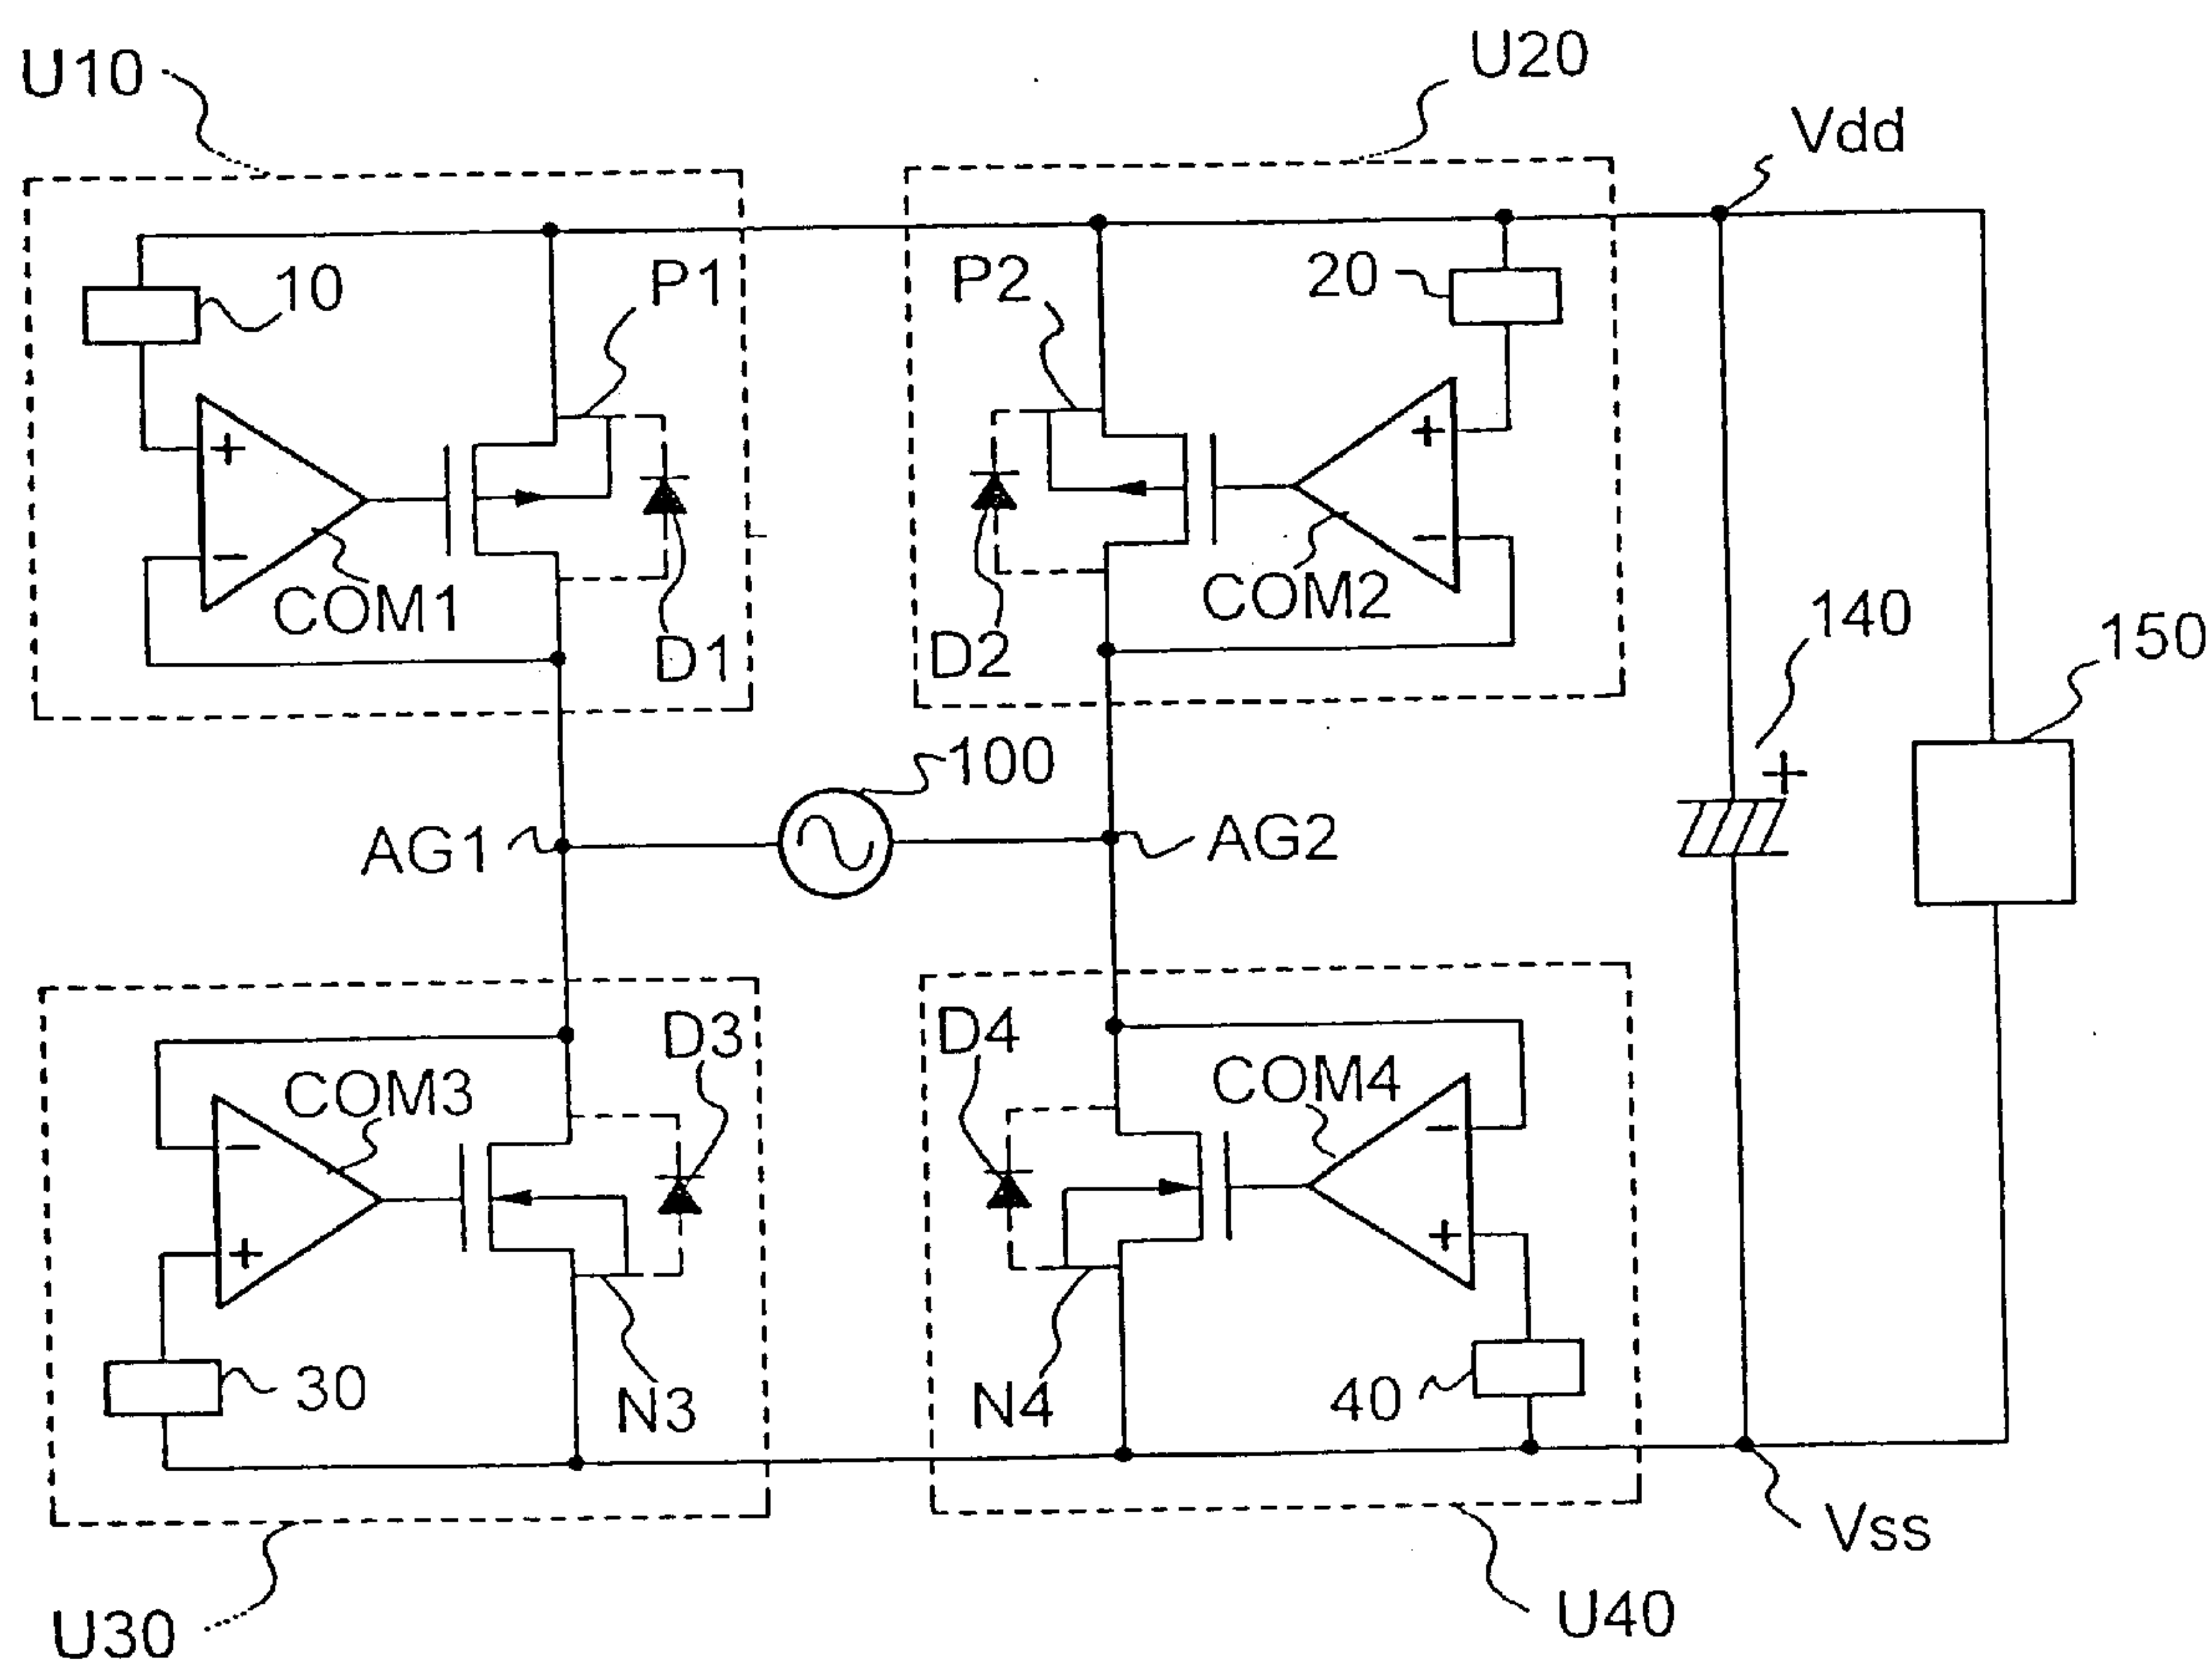 U10
U20
Vdd
10
P1
P2
20
+
+
−
−
COM1
COM2
D1
D2
140
150
+
100
AG1
AG2
D3
D4
COM3
COM4
−
−
+
+
30
N3
N4
40
Vss
U30
U40